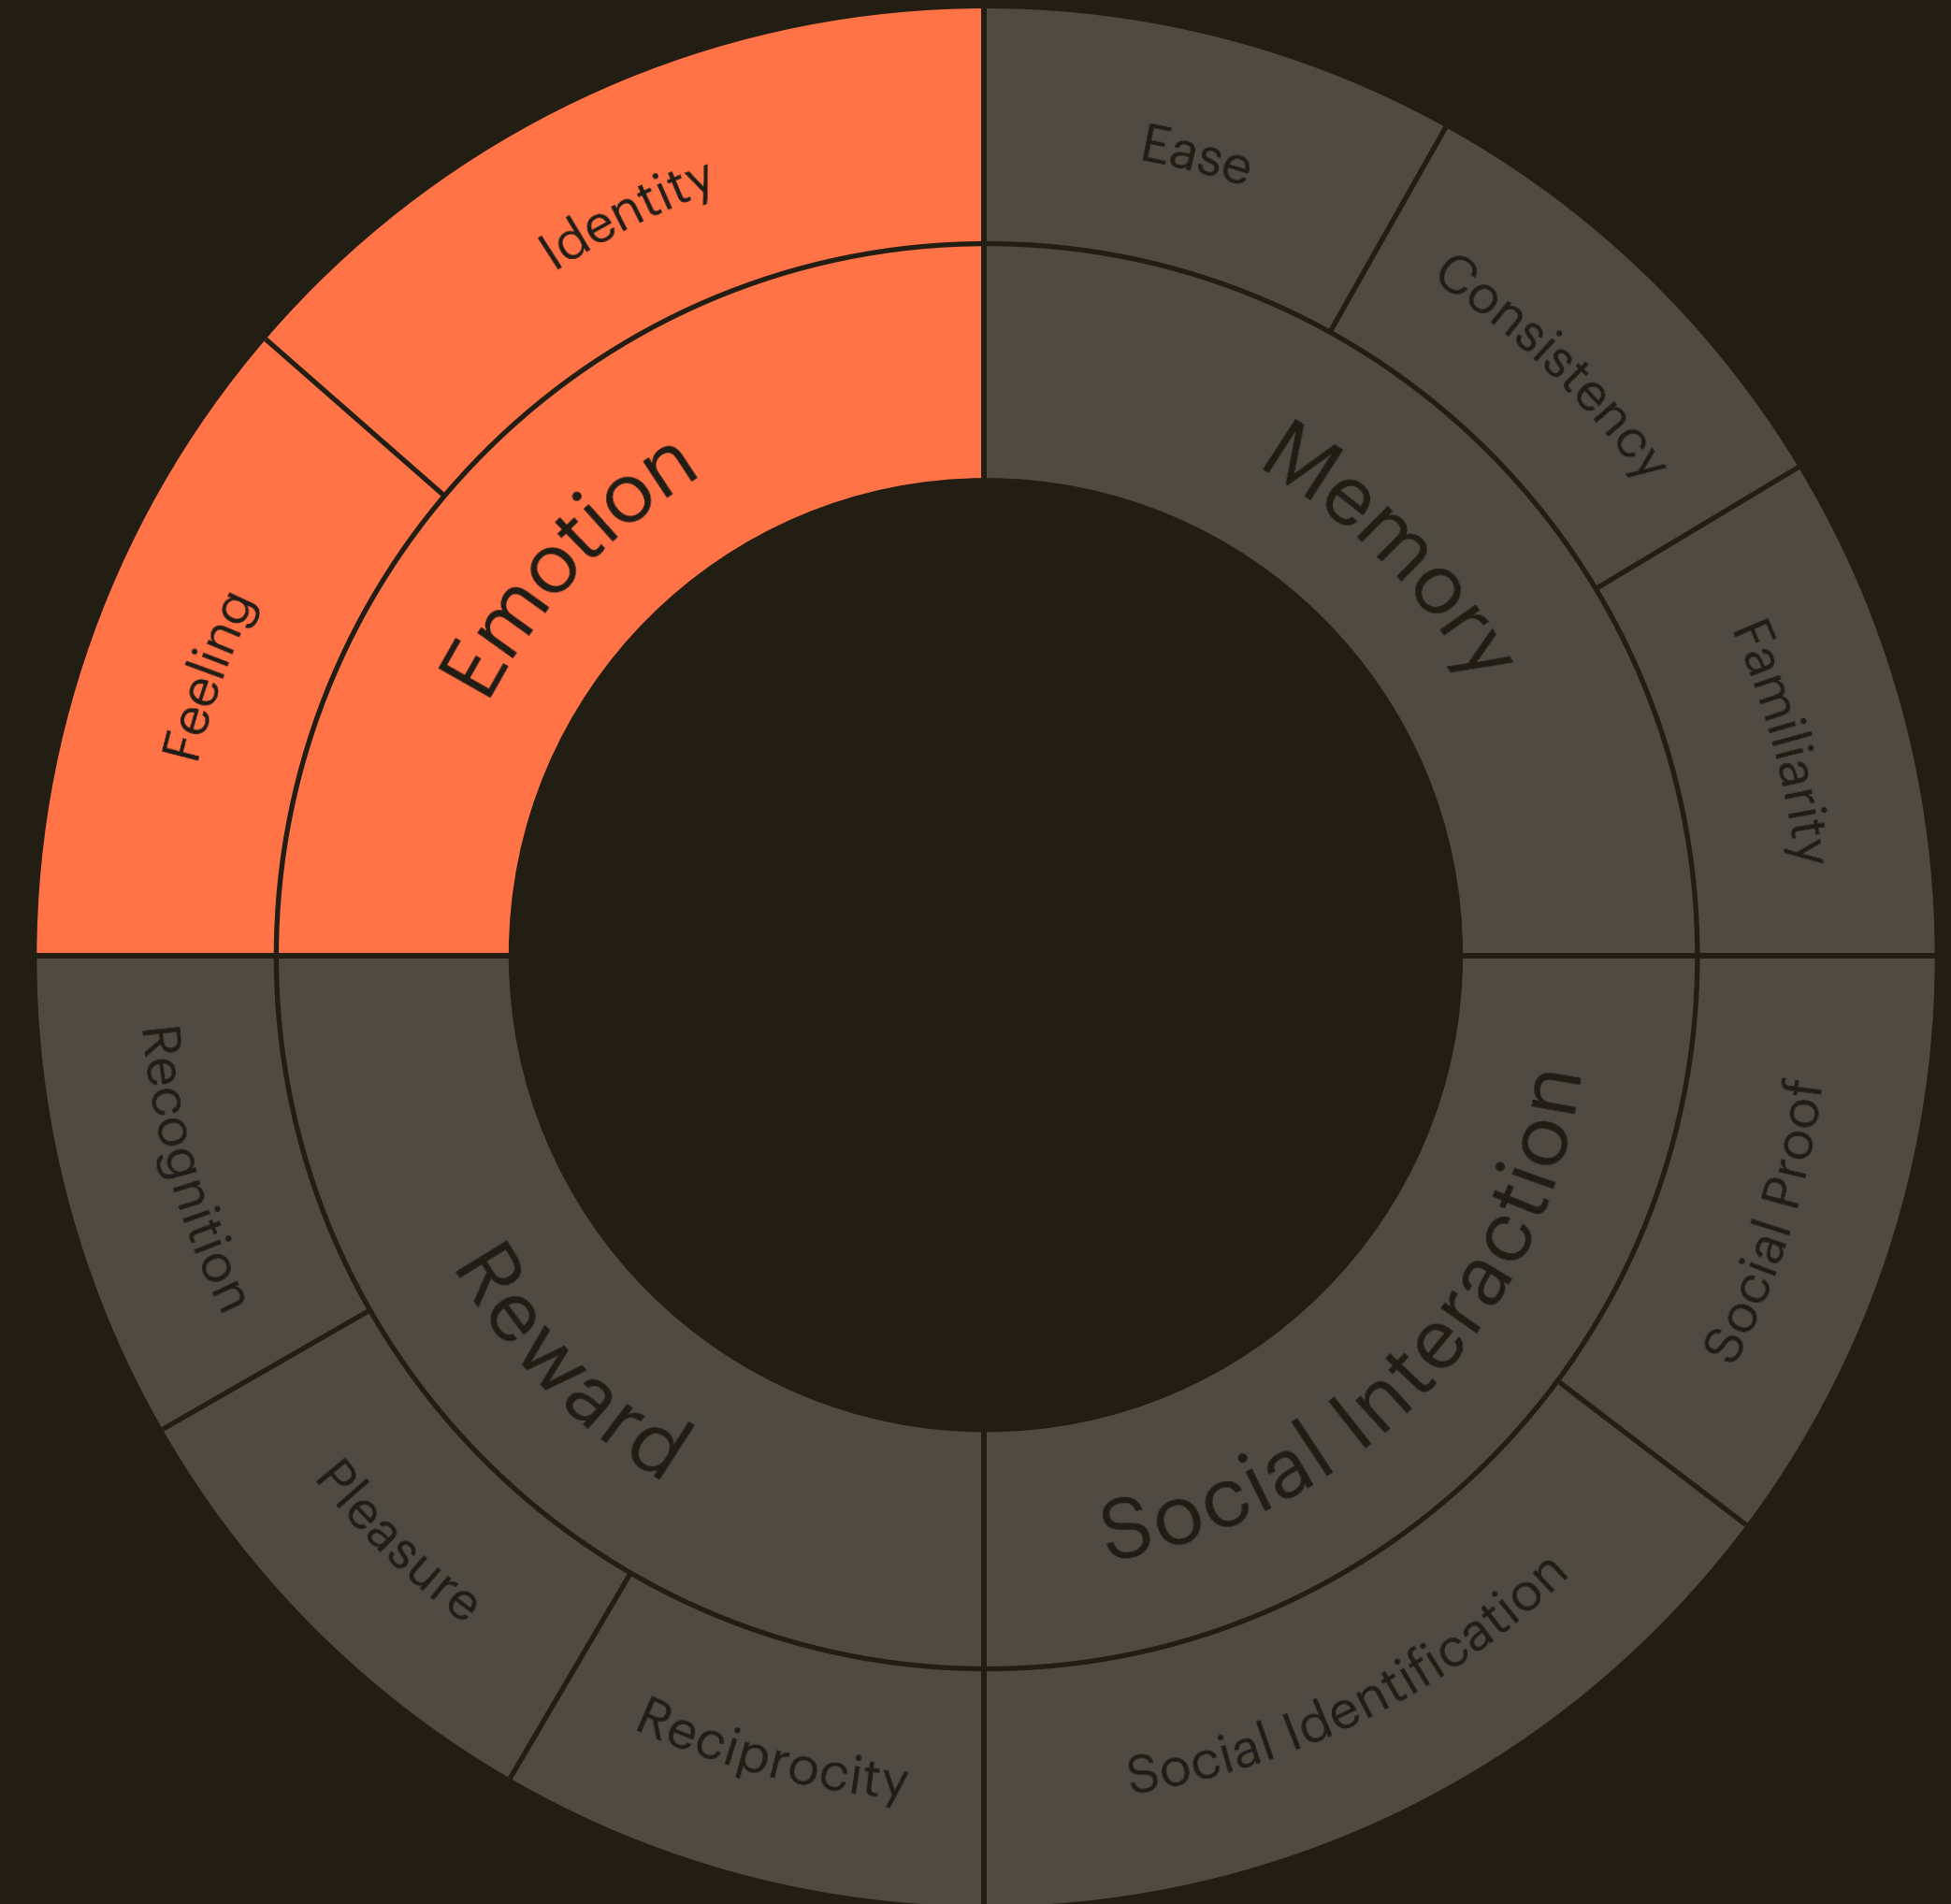 Identity
Feeling
Emotion
Ease
Consistency
Familiarity
Memory
Social Proof
Social Identification
Social Interaction
Recognition
Pleasure
Reciprocity
Reward